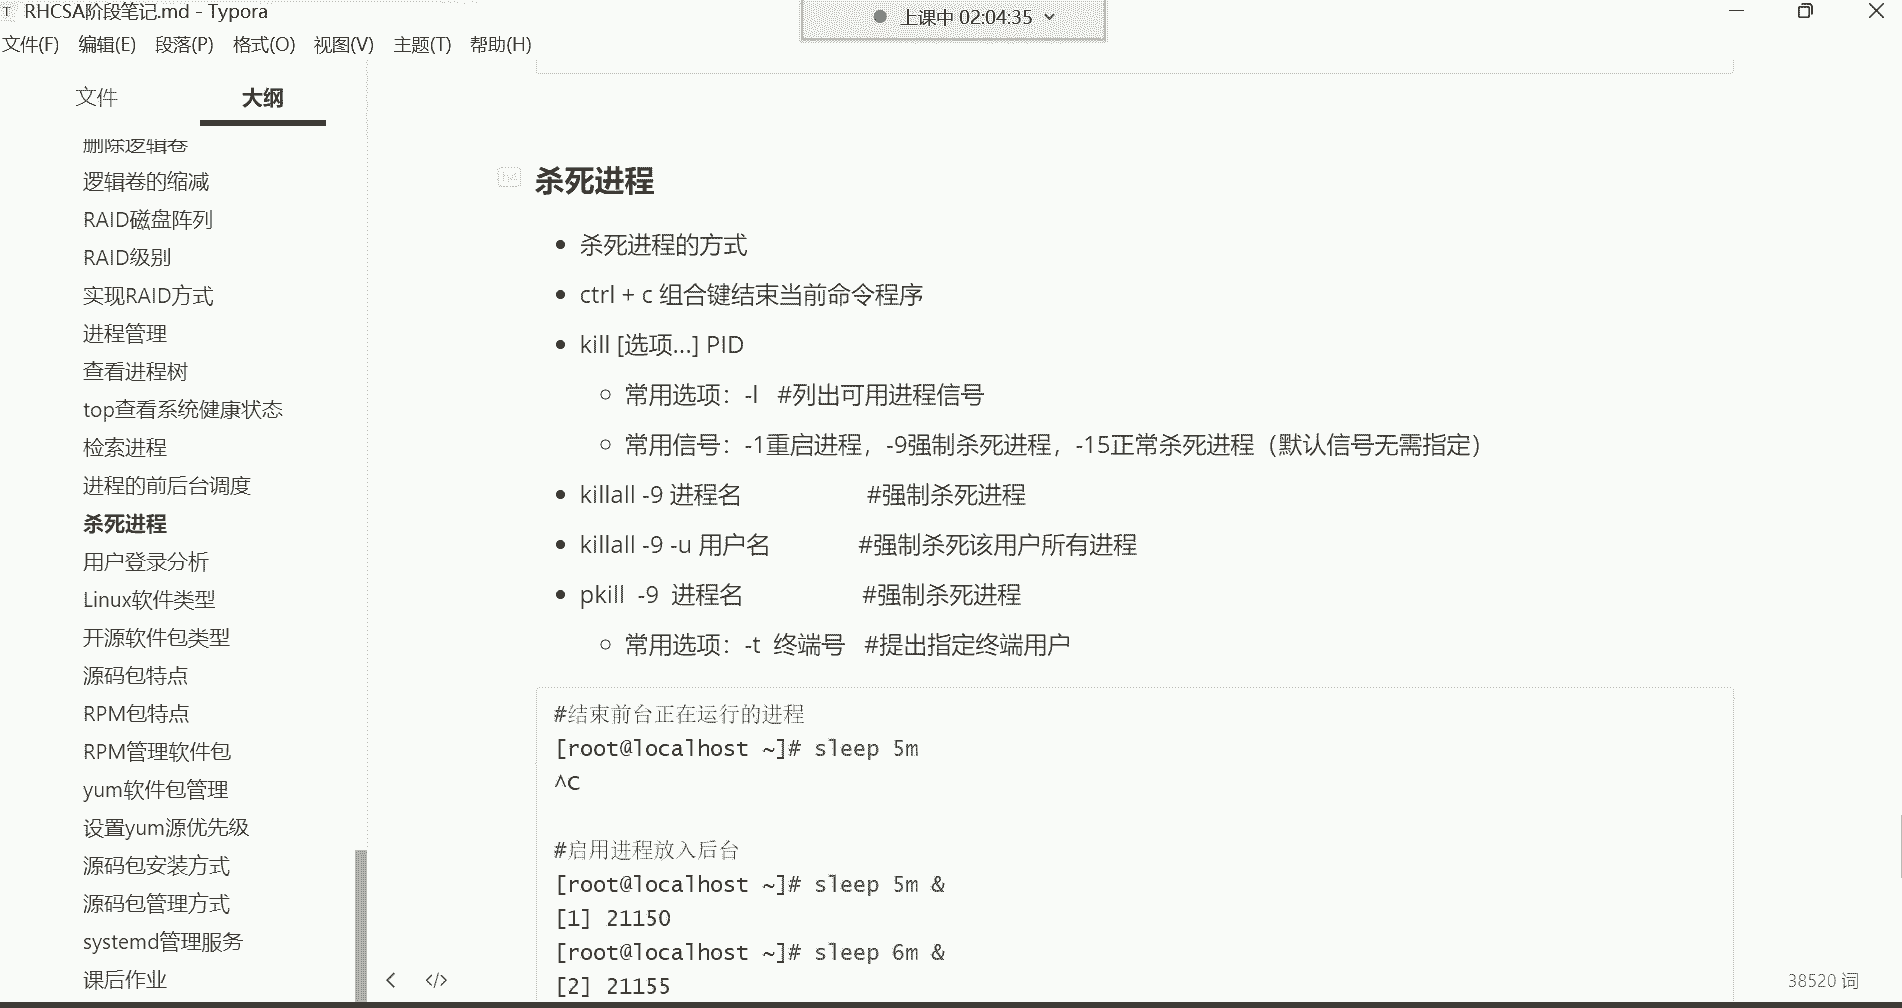 RHCSA阶段笔记.md - Typora
上课中 02:04:35
文件(F) 编辑(E) 段落(P) 格式(O) 视图(V) 主题(T) 帮助(H)
文件 大纲
删除逻辑卷
逻辑卷的缩减
RAID磁盘阵列
RAID级别
实现RAID方式
进程管理
查看进程树
top查看系统健康状态
检索进程
进程的前后台调度
杀死进程
用户登录分析
Linux软件类型
开源软件包类型
源码包特点
RPM包特点
RPM管理软件包
yum软件包管理
设置yum源优先级
源码包安装方式
源码包管理方式
systemd管理服务
课后作业
h4 杀死进程
杀死进程的方式
ctrl + c 组合键结束当前命令程序
kill [选项...] PID
常用选项：-l #列出可用进程信号
常用信号：-1重启进程，-9强制杀死进程，-15正常杀死进程（默认信号无需指定）
killall -9 进程名 #强制杀死进程
killall -9 -u 用户名 #强制杀死该用户所有进程
pkill -9 进程名 #强制杀死进程
常用选项：-t 终端号 #提出指定终端用户
#结束前台正在运行的进程
[root@localhost ~]# sleep 5m
^C
#启用进程放入后台
[root@localhost ~]# sleep 5m &
[1] 21150
[root@localhost ~]# sleep 6m &
[2] 21155
38520 词